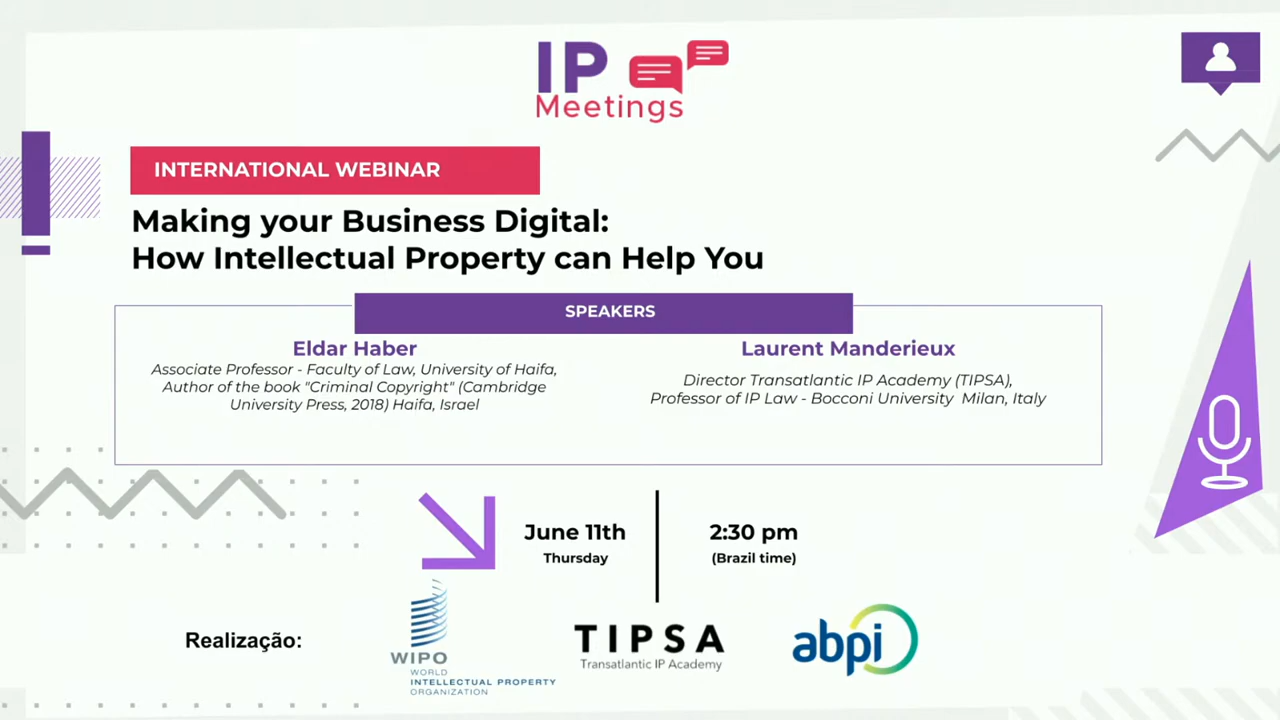 IP
Meetings
INTERNATIONAL WEBINAR
Making your Business Digital:
How Intellectual Property can Help You
SPEAKERS
Eldar Haber
Associate Professor - Faculty of Law, University of Haifa,
Author of the book "Criminal Copyright" (Cambridge
University Press, 2018) Haifa, Israel
Laurent Manderieux
Director Transatlantic IP Academy (TIPSA),
Professor of IP Law - Bocconi University Milan, Italy
June 11th
Thursday
2:30 pm
(Brazil time)
Realização:
WIPO
WORLD
INTELLECTUAL PROPERTY
ORGANIZATION
TIPSA
Transatlantic IP Academy
abpi